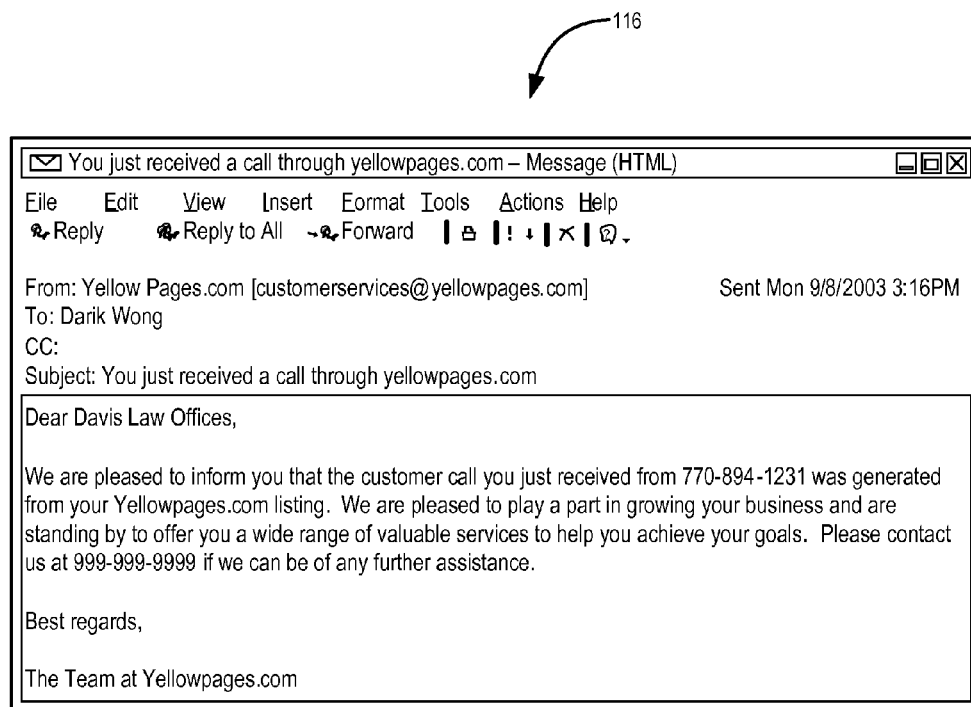 116
You just received a call through yellowpages.com – Message (HTML)
File Edit View Insert Format Tools Actions Help
Reply Reply to All Forward !
From: Yellow Pages.com [customerservices@yellowpages.com] Sent Mon 9/8/2003 3:16PM
To: Darik Wong
CC:
Subject: You just received a call through yellowpages.com
Dear Davis Law Offices,
We are pleased to inform you that the customer call you just received from 770-894-1231 was generated
from your Yellowpages.com listing. We are pleased to play a part in growing your business and are
standing by to offer you a wide range of valuable services to help you achieve your goals. Please contact
us at 999-999-9999 if we can be of any further assistance.
Best regards,
The Team at Yellowpages.com